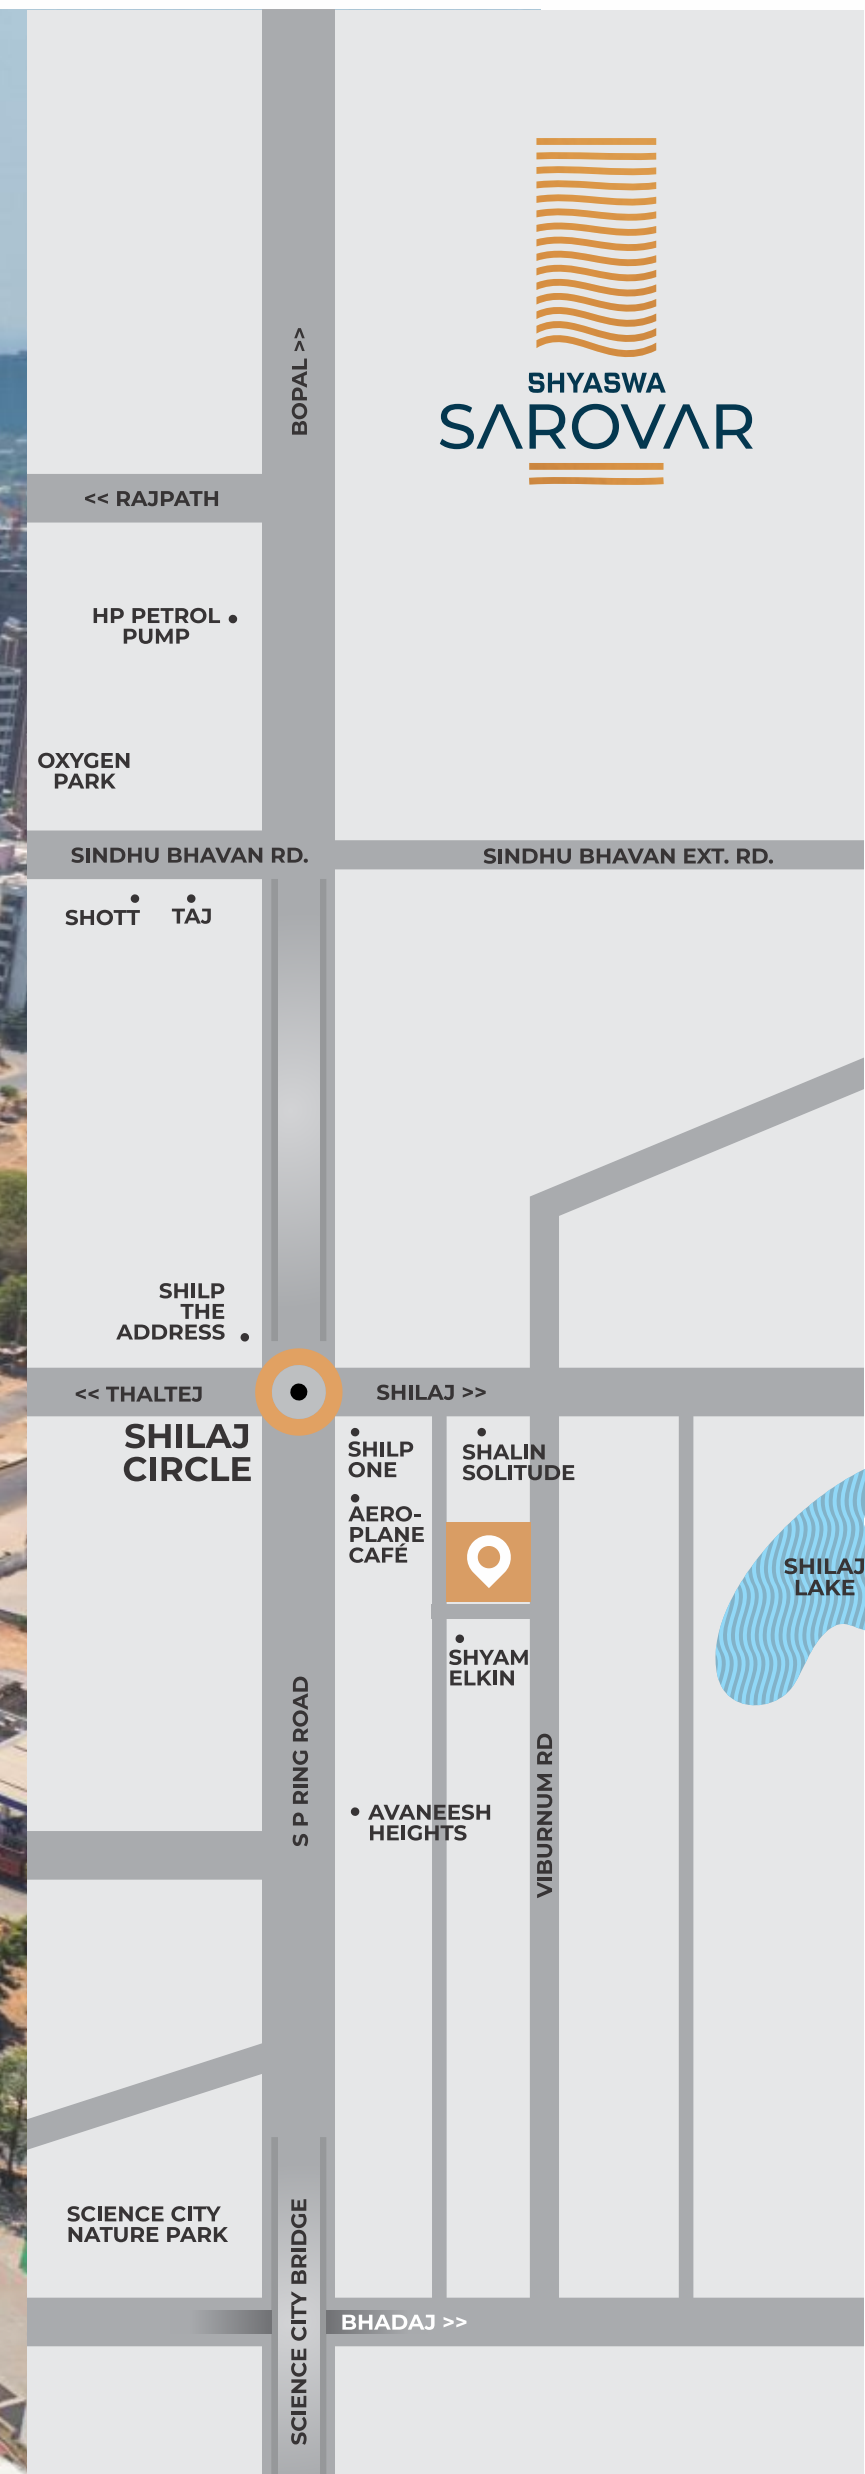 SHYASWA
SAROVAR
BOPAL >>
<< RAJPATH
HP PETROL
PUMP
OXYGEN
PARK
SINDHU BHAVAN RD.
SINDHU BHAVAN EXT. RD.
SHOTT
TAJ
SHILP
THE
ADDRESS
<< THALTEJ
SHILAJ >>
SHILAJ
CIRCLE
SHILP
ONE
SHALIN
SOLITUDE
AERO-
PLANE
CAFÉ
SHILAJ
LAKE
SHYAM
ELKIN
S P RING ROAD
VIBURNUM RD
AVANEESH
HEIGHTS
SCIENCE CITY
NATURE PARK
SCIENCE CITY BRIDGE
BHADAJ >>